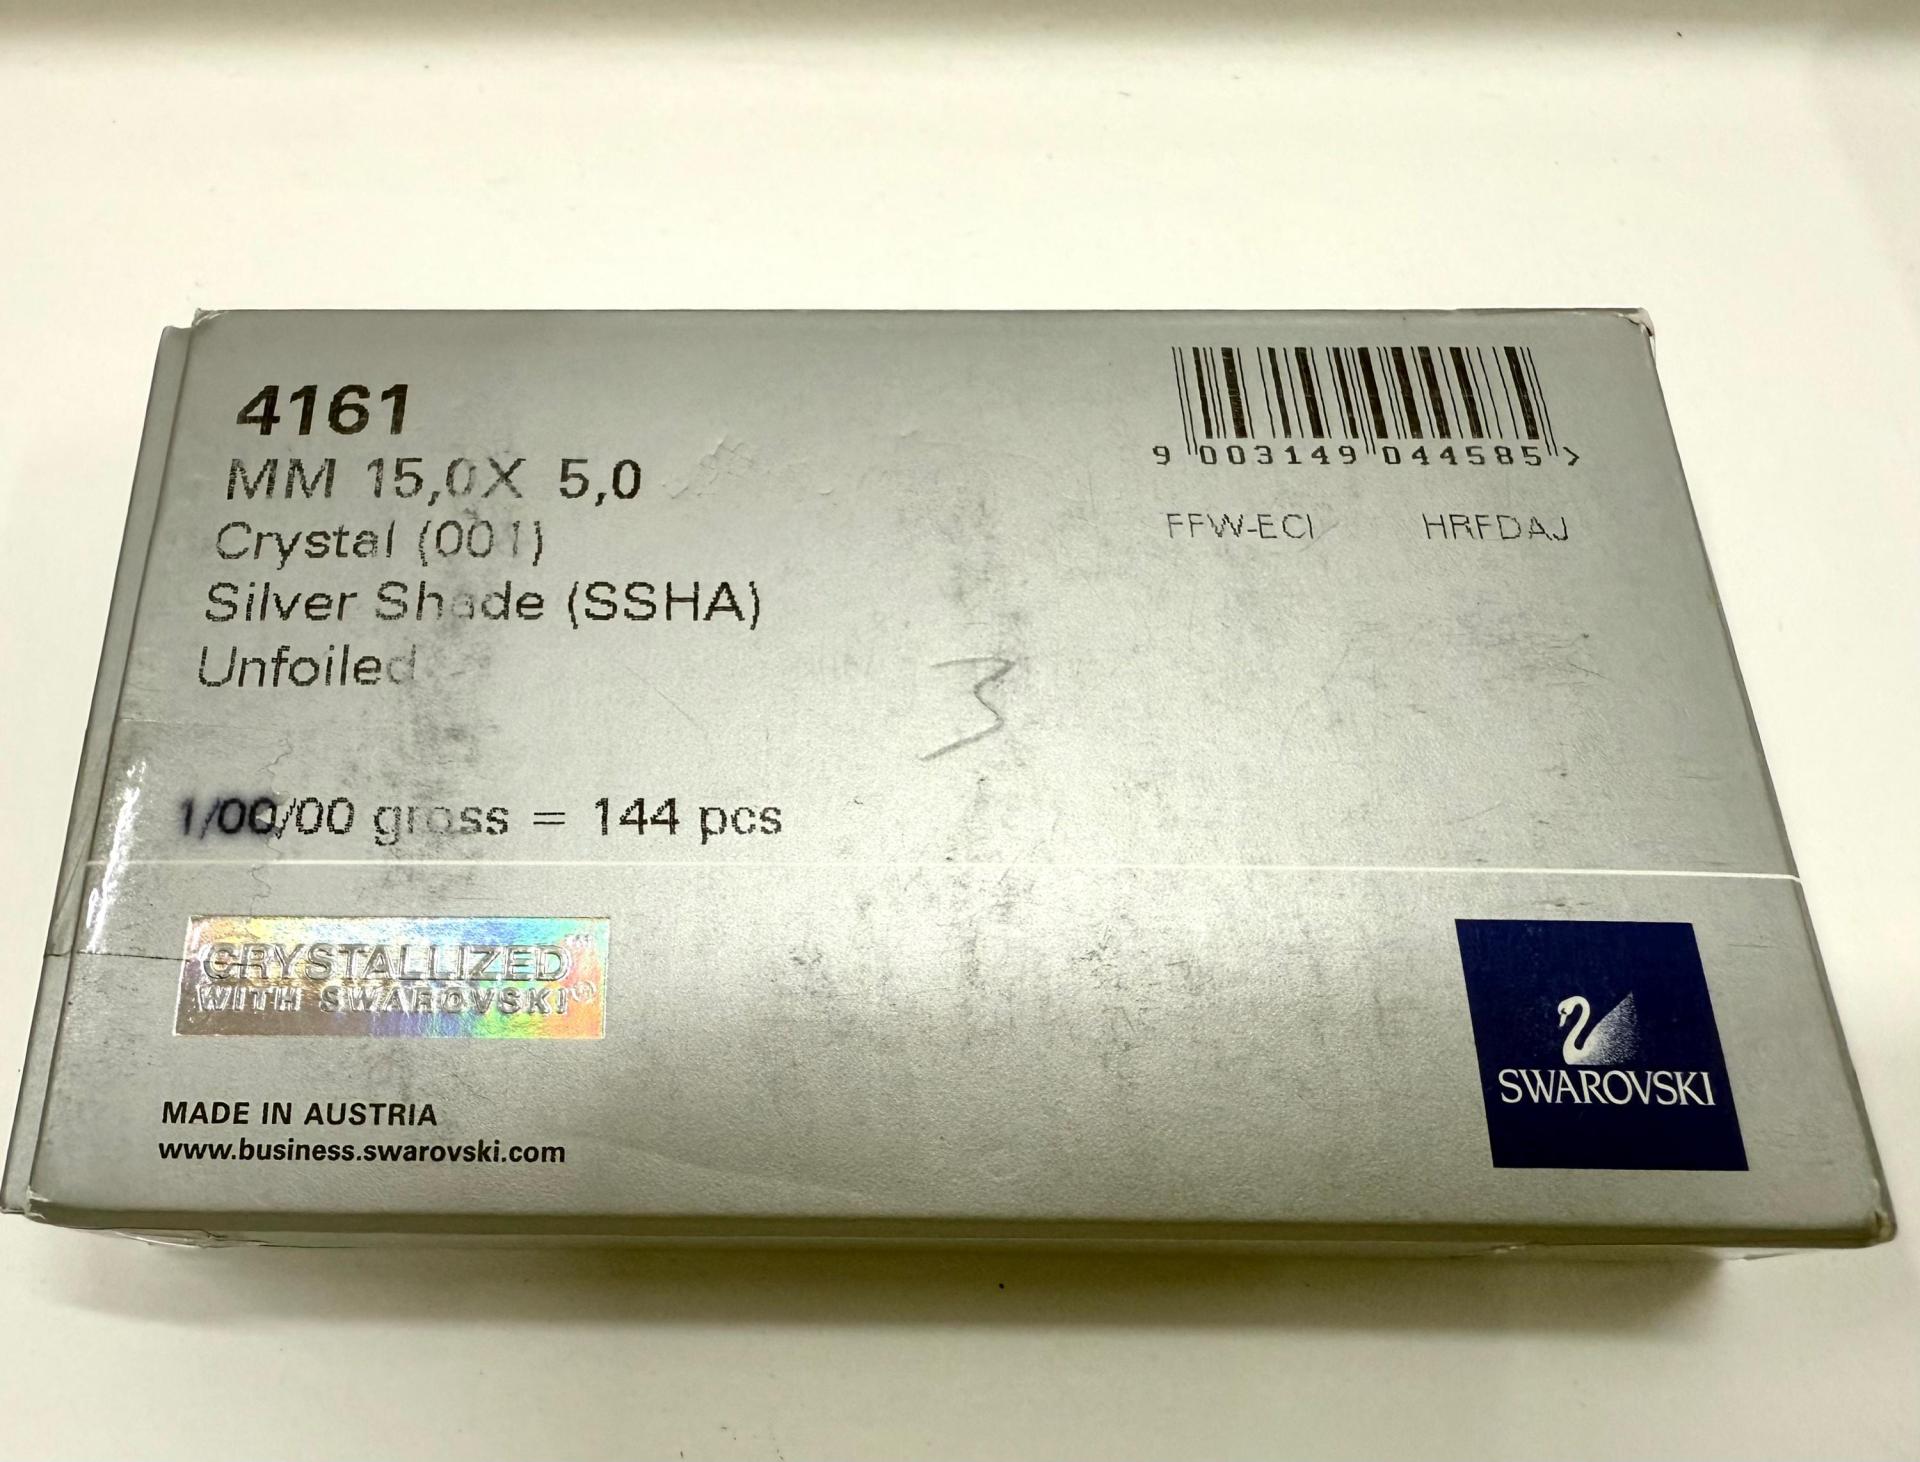 4161
MM 15,0X 5,0
Crystal (001)
Silver Shade (SSHA)
Unfoiled
1/00/00 gross = 144 pcs
9 003149 044585 >
FFW-ECI HRFDAJ
3
CRYSTALLIZED™
WITH SWAROVSKI®
MADE IN AUSTRIA
www.business.swarovski.com
SWAROVSKI